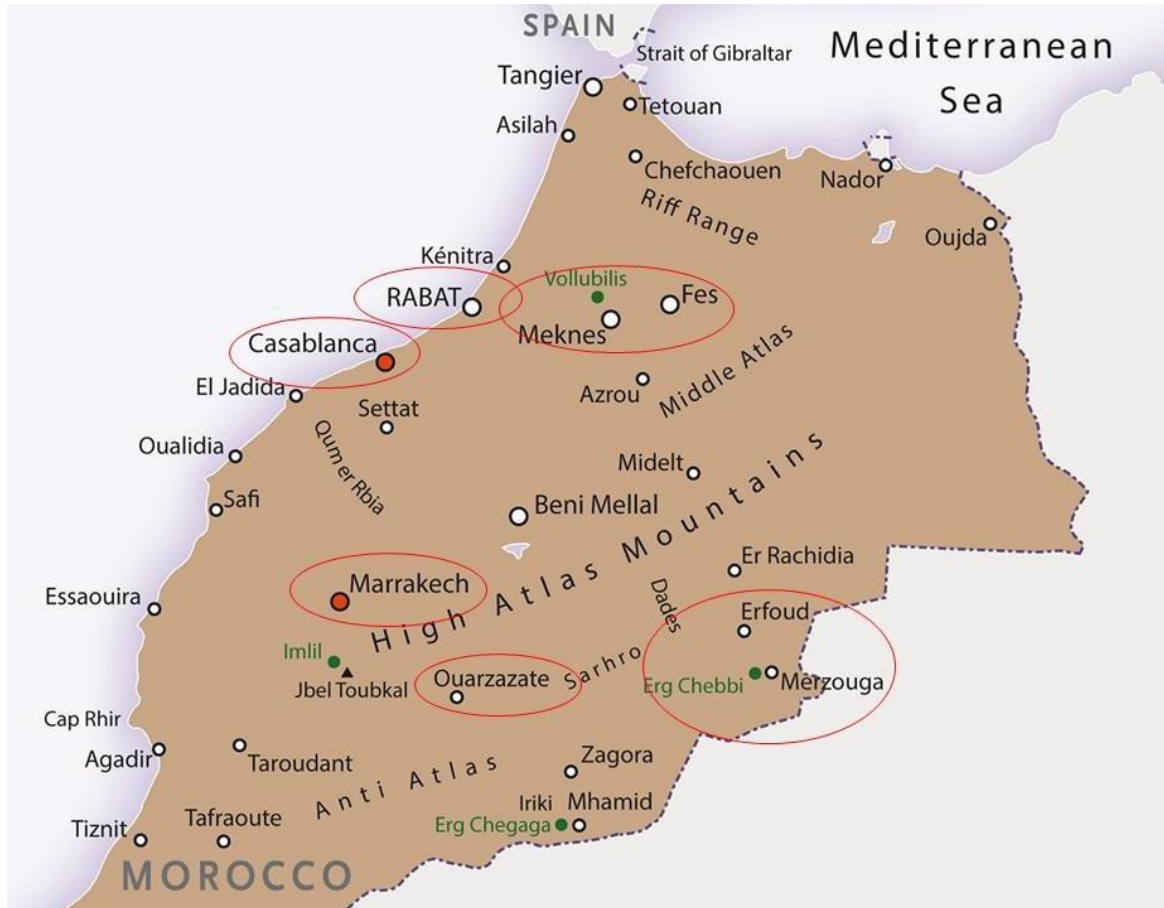 SPAIN
Strait of Gibraltar
Mediterranean
Sea
Tangier
Tetouan
Asilah
Chefchaouen
Nador
Riff Range
Oujda
Kénitra
Vollubilis
RABAT
Fes
Meknes
Casablanca
Middle Atlas
El Jadida
Azrou
Settat
Qum er Rbia
Oualidia
Midelt
Safi
Beni Mellal
High Atlas Mountains
Er Rachidia
Marrakech
Essaouira
Dades
Erfoud
Imlil
Sarhro
Jbel Toubkal
Ouarzazate
Erg Chebbi
Merzouga
Cap Rhir
Agadir
Taroudant
Anti Atlas
Zagora
Iriki
Mhamid
Tiznit
Tafraoute
Erg Chegaga
MOROCCO